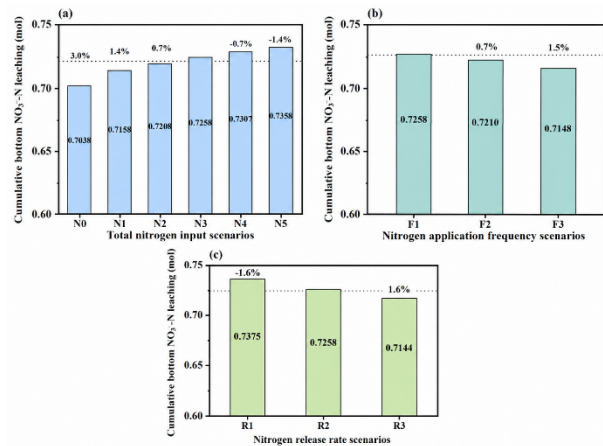 (a)
Cumulative bottom NO₃⁻-N leaching (mol)
0.75
0.70
0.65
0.60
3.0%
1.4%
0.7%
-0.7%
-1.4%
0.7038
0.7158
0.7208
0.7258
0.7307
0.7358
N0 N1 N2 N3 N4 N5
Total nitrogen input scenarios
(b)
Cumulative bottom NO₃⁻-N leaching (mol)
0.75
0.70
0.65
0.60
0.7%
1.5%
0.7258
0.7210
0.7148
F1 F2 F3
Nitrogen application frequency scenarios
(c)
Cumulative bottom NO₃⁻-N leaching (mol)
0.75
0.70
0.65
0.60
-1.6%
1.6%
0.7375
0.7258
0.7144
R1 R2 R3
Nitrogen release rate scenarios